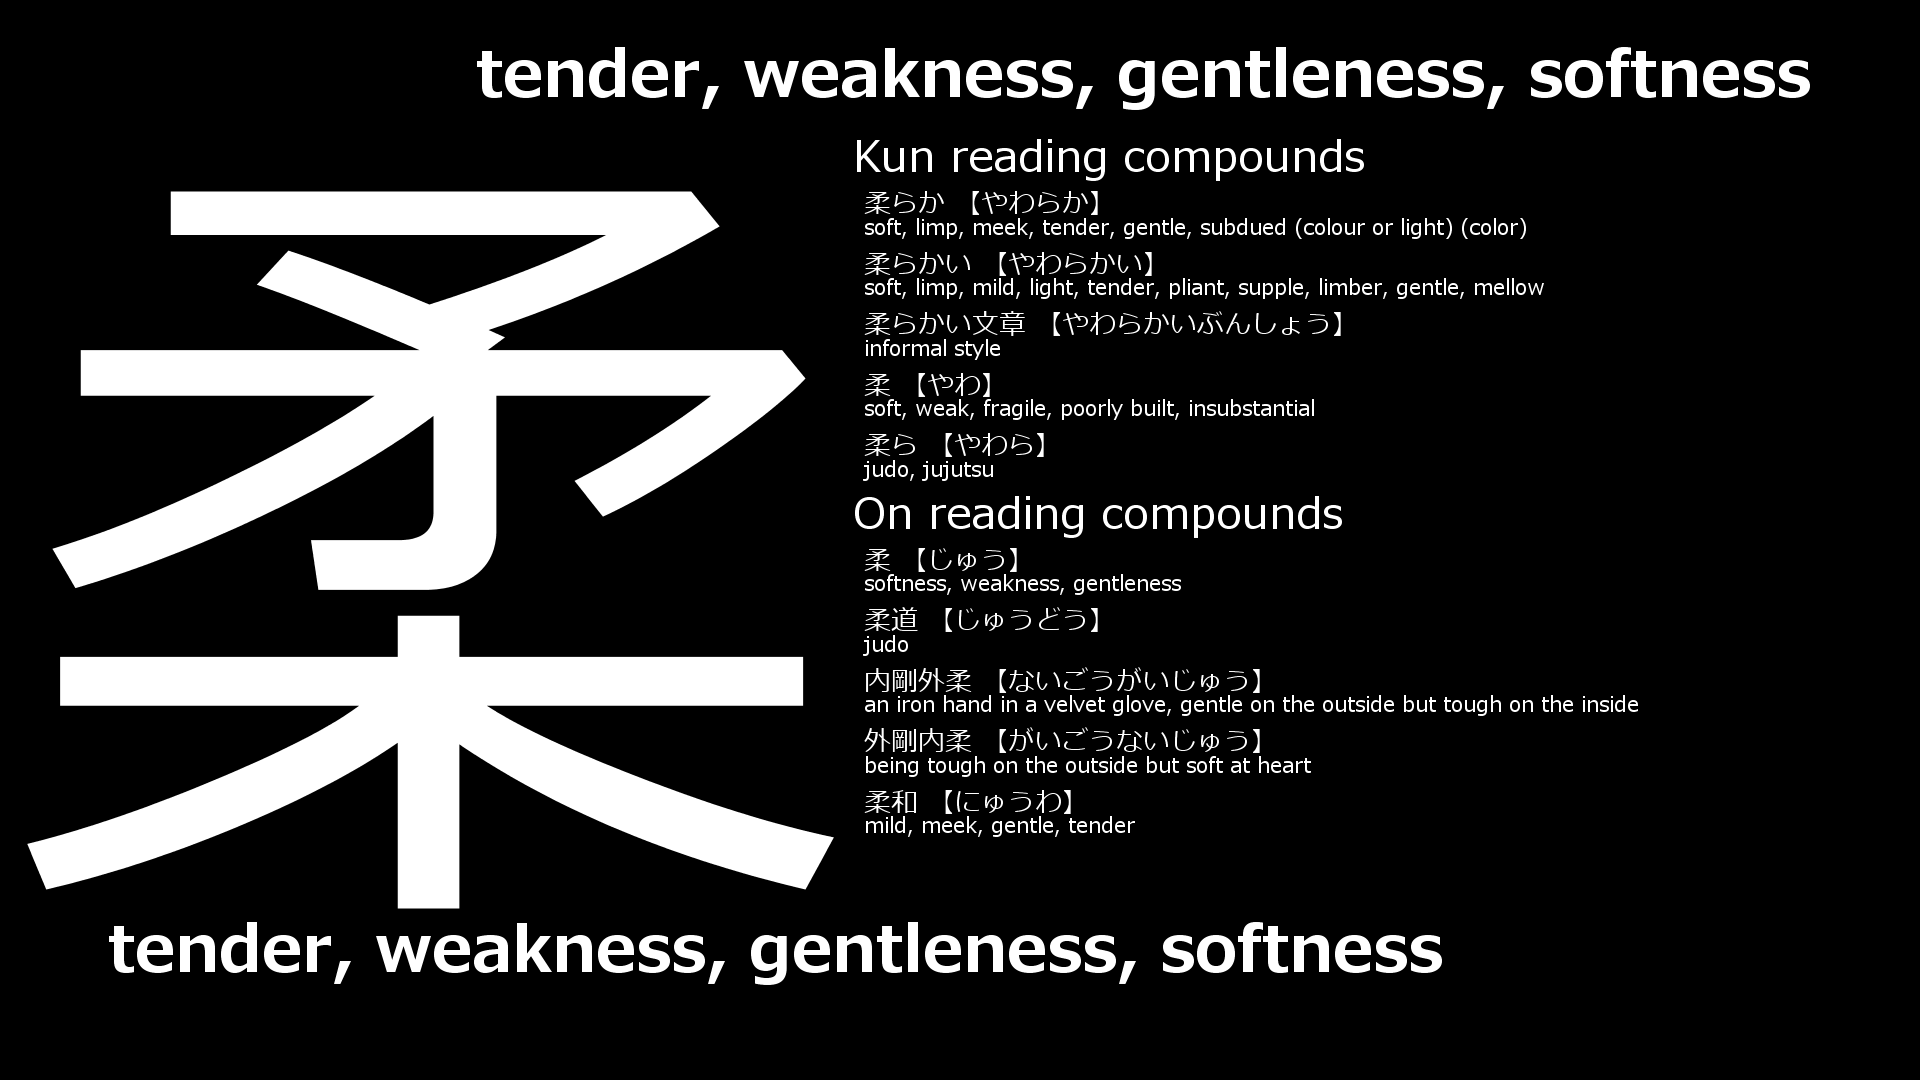 tender, weakness, gentleness, softness
柔
Kun reading compounds
柔らか 【やわらか】
soft, limp, meek, tender, gentle, subdued (colour or light) (color)
柔らかい 【やわらかい】
soft, limp, mild, light, tender, pliant, supple, limber, gentle, mellow
柔らかい文章 【やわらかいぶんしょう】
informal style
柔 【やわ】
soft, weak, fragile, poorly built, insubstantial
柔ら 【やわら】
judo, jujutsu
On reading compounds
柔 【じゅう】
softness, weakness, gentleness
柔道 【じゅうどう】
judo
内剛外柔 【ないごうがいじゅう】
an iron hand in a velvet glove, gentle on the outside but tough on the inside
外剛内柔 【がいごうないじゅう】
being tough on the outside but soft at heart
柔和 【にゅうわ】
mild, meek, gentle, tender
tender, weakness, gentleness, softness